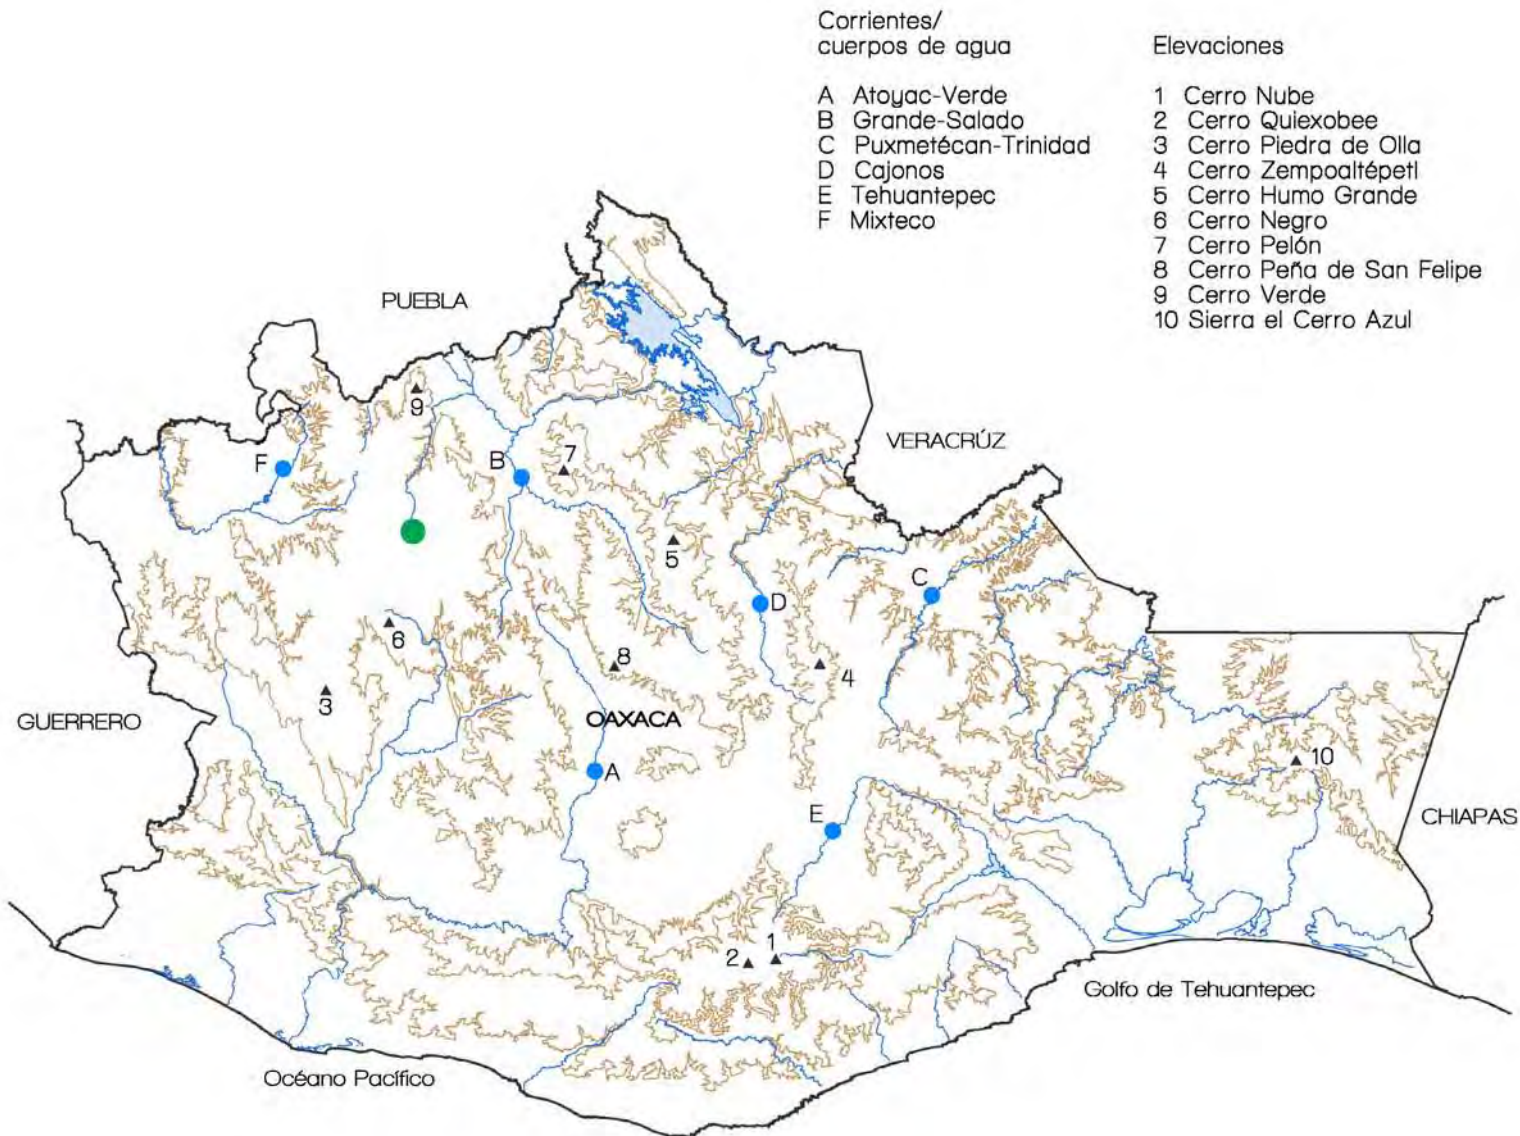 Corrientes/
cuerpos de agua
A Atoyac-Verde
B Grande-Salado
C Puxmetécan-Trinidad
D Cajonos
E Tehuantepec
F Mixteco
Elevaciones
1 Cerro Nube
2 Cerro Quiexobee
3 Cerro Piedra de Olla
4 Cerro Zempoaltépetl
5 Cerro Humo Grande
6 Cerro Negro
7 Cerro Pelón
8 Cerro Peña de San Felipe
9 Cerro Verde
10 Sierra el Cerro Azul
PUEBLA
9
VERACRÚZ
F
B
7
5
C
D
6
8
4
3
GUERRERO
OAXACA
10
A
E
CHIAPAS
400
1
2
Golfo de Tehuantepec
Océano Pacífico